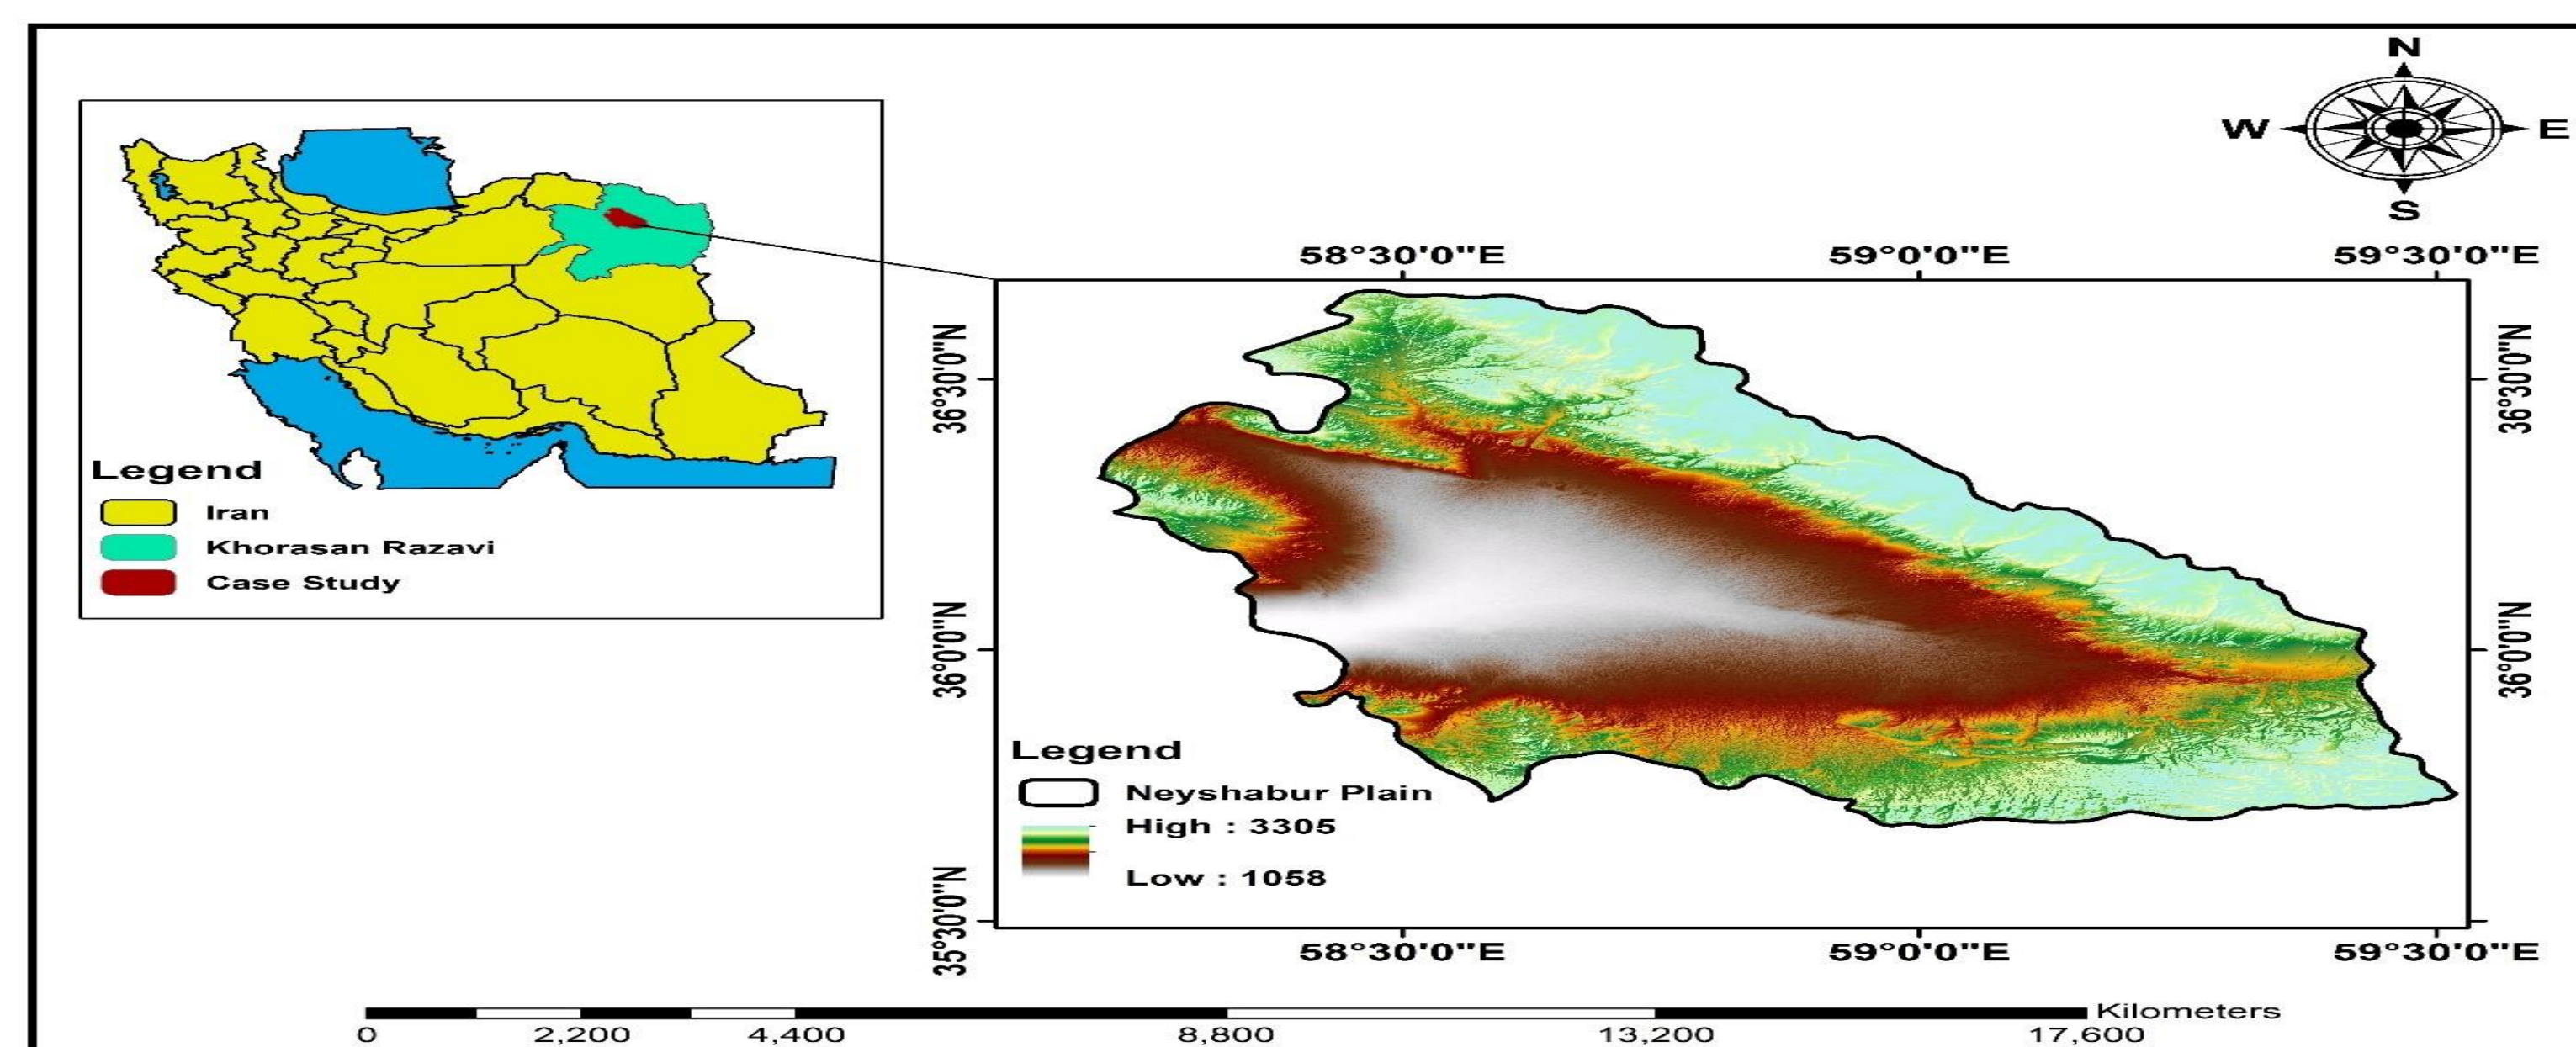 N
W E
S
58°30'0"E 59°0'0"E 59°30'0"E
36°30'0"N 36°30'0"N
36°0'0"N 36°0'0"N
35°30'0"N
Legend
Iran
Khorasan Razavi
Case Study
Legend
Neyshabur Plain
High : 3305
Low : 1058
58°30'0"E 59°0'0"E 59°30'0"E
Kilometers
0 2,200 4,400 8,800 13,200 17,600